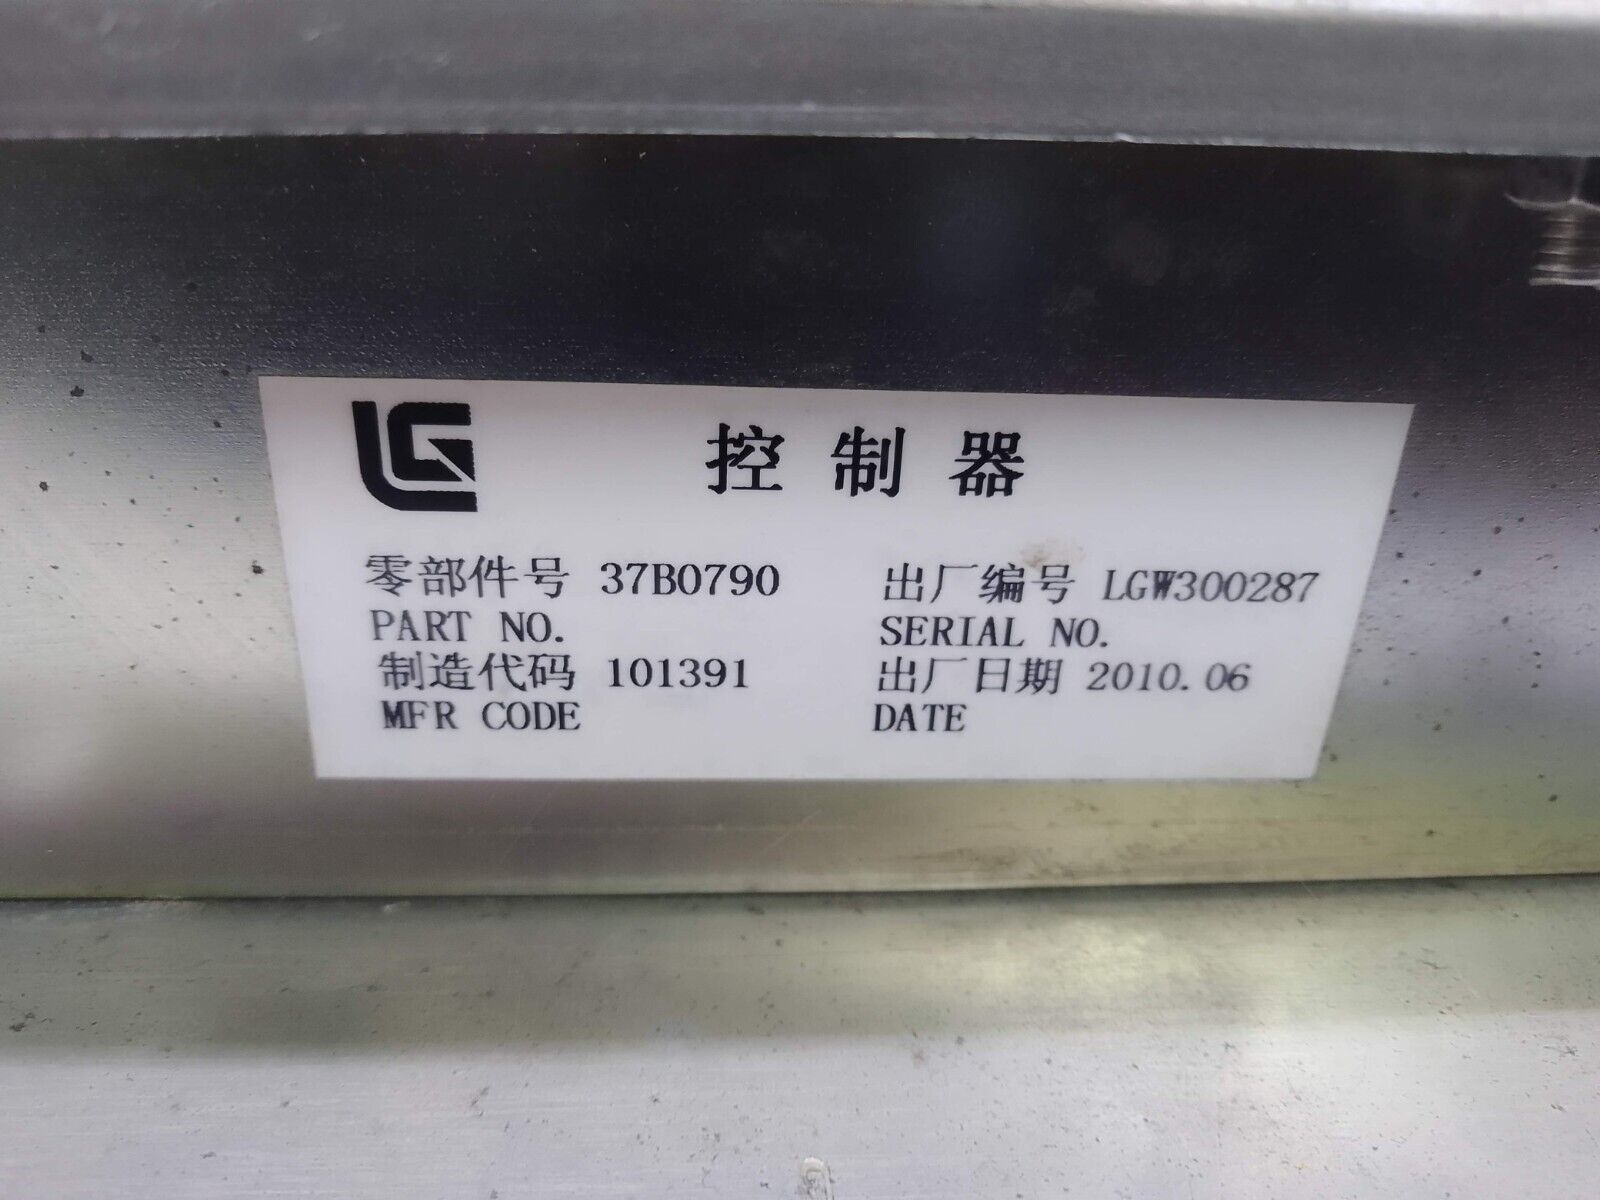 LG
控制器
零部件号 37B0790 出厂编号 LGW300287
PART NO. SERIAL NO.
制造代码 101391 出厂日期 2010.06
MFR CODE DATE